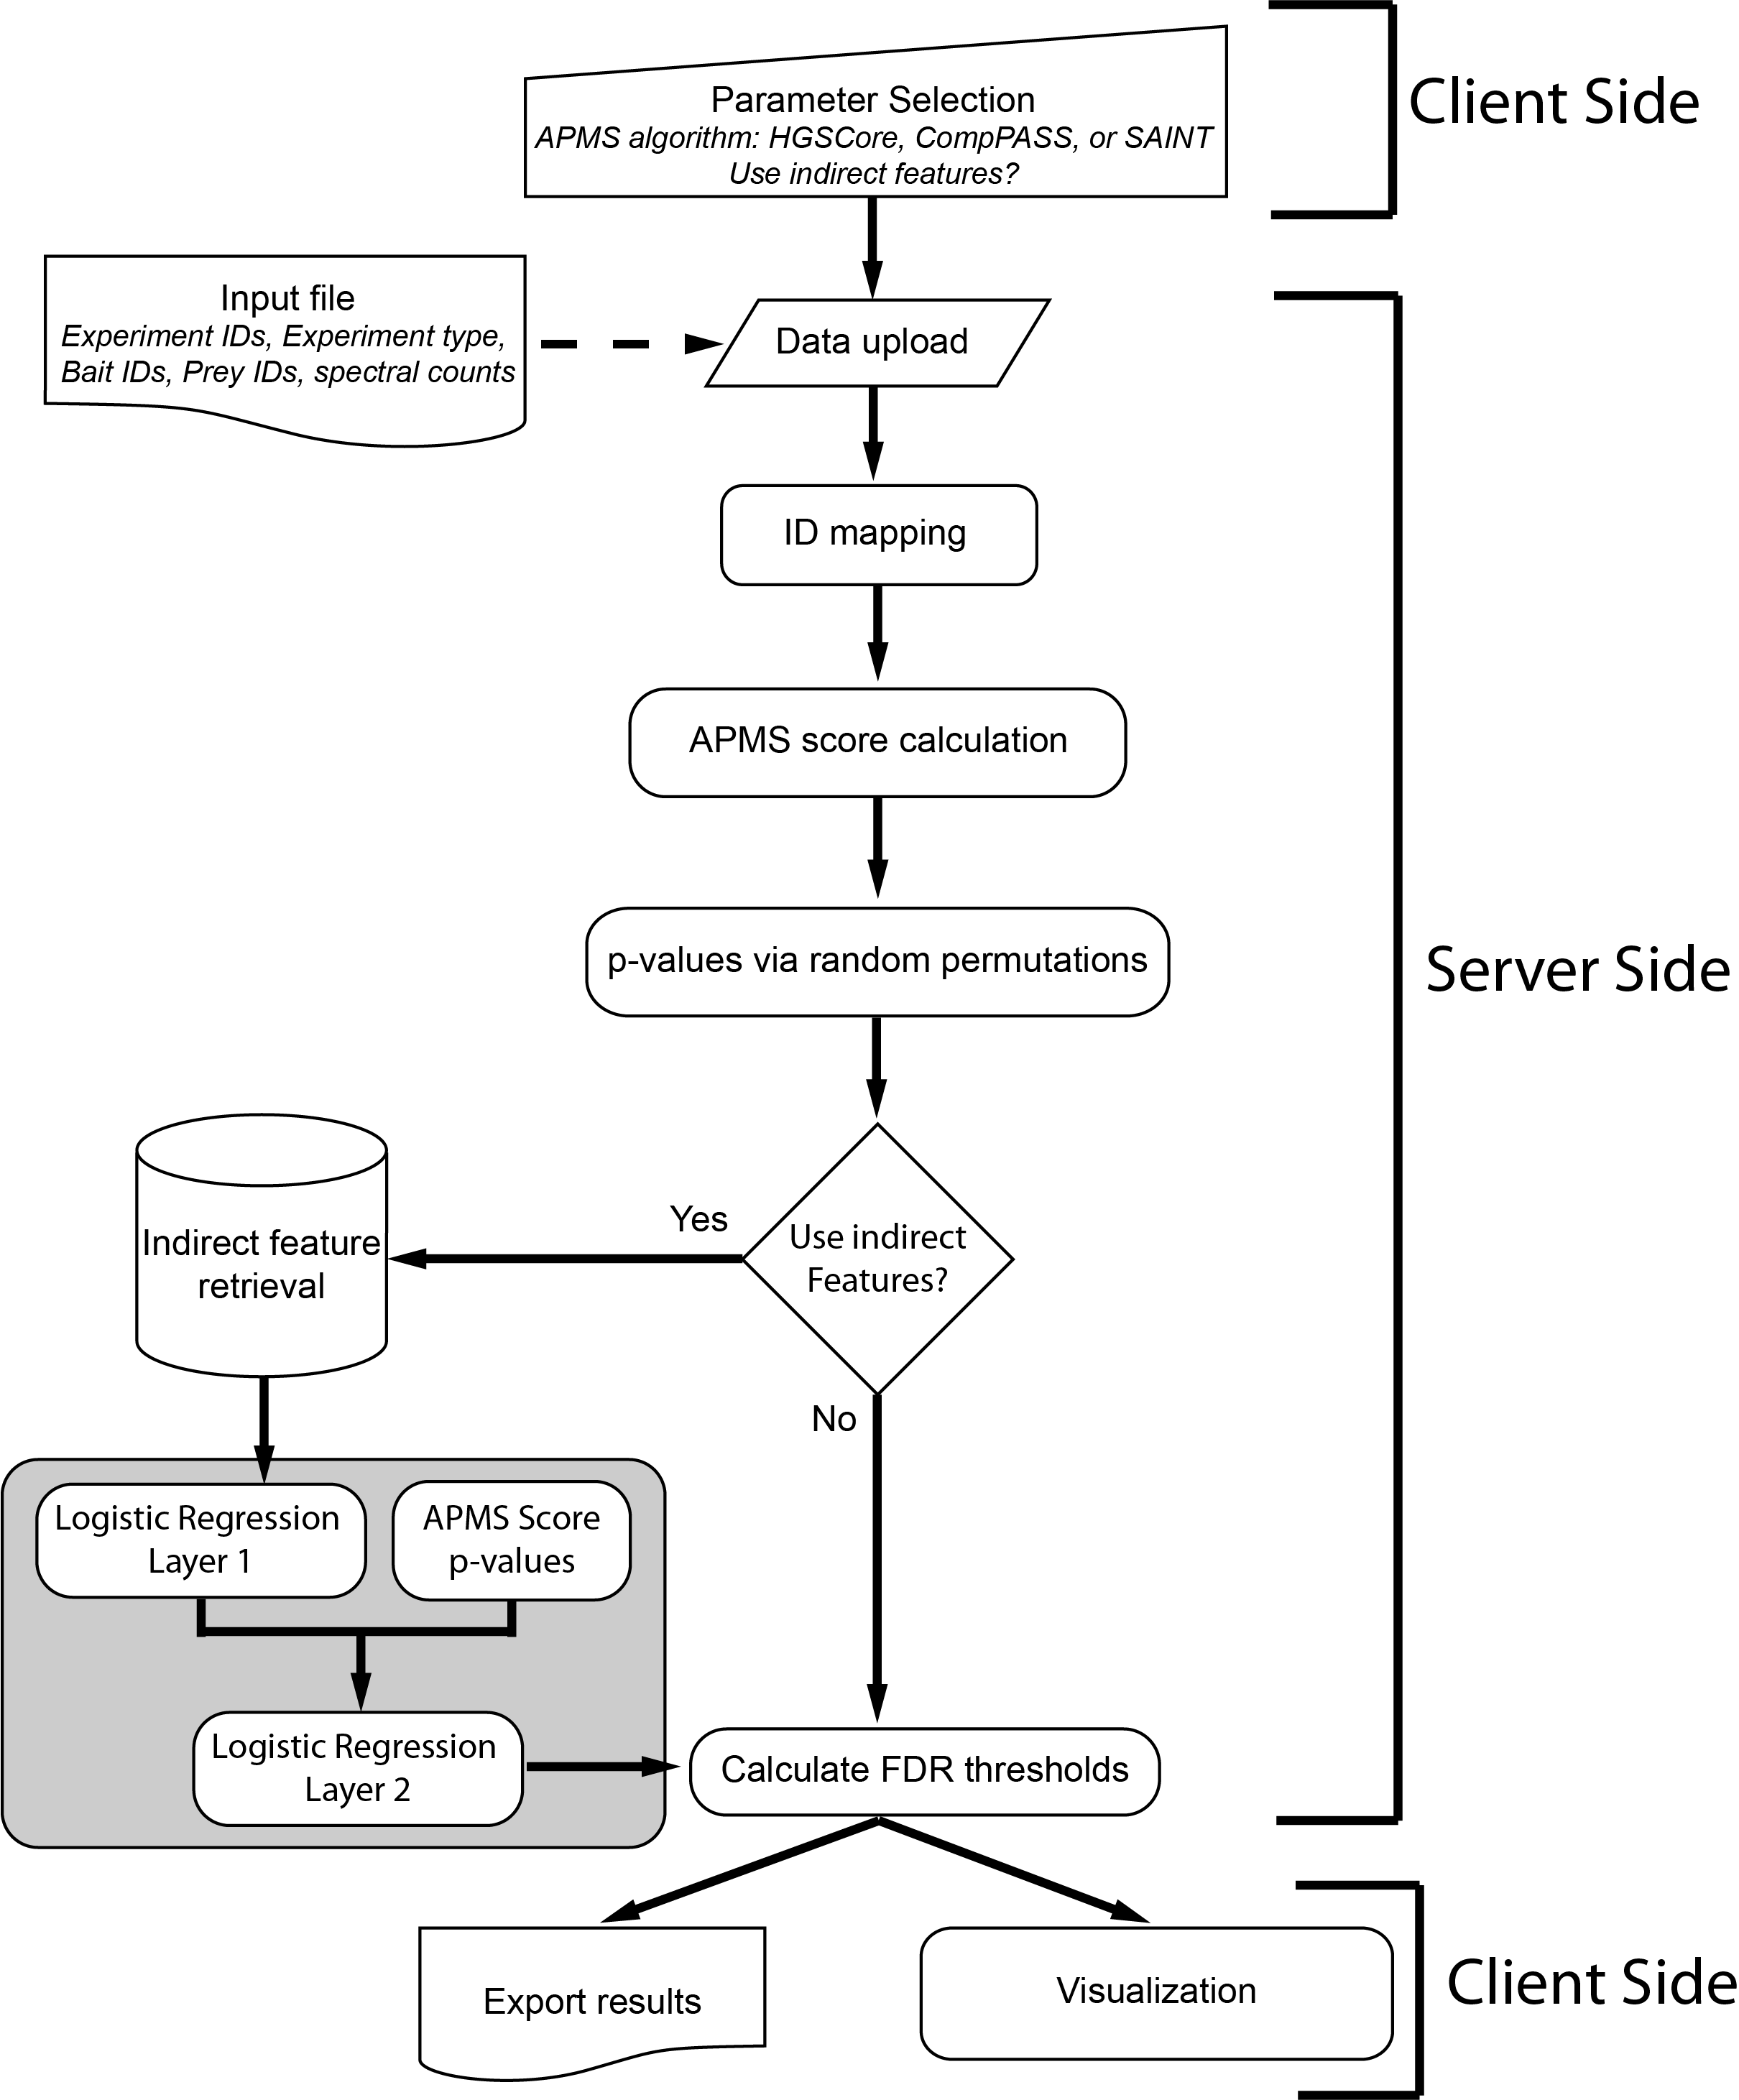 Parameter Selection
APMS algorithm: HGSCore, CompPASS, or SAINT
Use indirect features?
Client Side
Input file
Experiment IDs, Experiment type,
Bait IDs, Prey IDs, spectral counts
Data upload
ID mapping
APMS score calculation
p-values via random permutations
Server Side
Use indirect
Features?
Yes
No
Indirect feature
retrieval
Logistic Regression
Layer 1
APMS Score
p-values
Logistic Regression
Layer 2
Calculate FDR thresholds
Export results
Visualization
Client Side